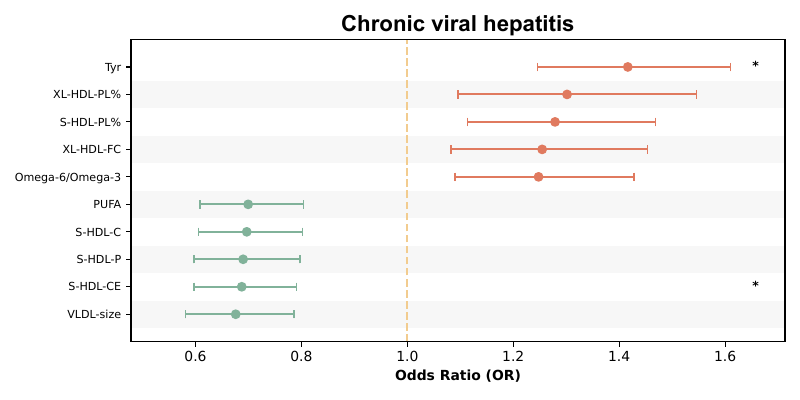 Chronic viral hepatitis
Tyr *
XL-HDL-PL%
S-HDL-PL%
XL-HDL-FC
Omega-6/Omega-3
PUFA
S-HDL-C
S-HDL-P
S-HDL-CE *
VLDL-size
0.6 0.8 1.0 1.2 1.4 1.6
Odds Ratio (OR)